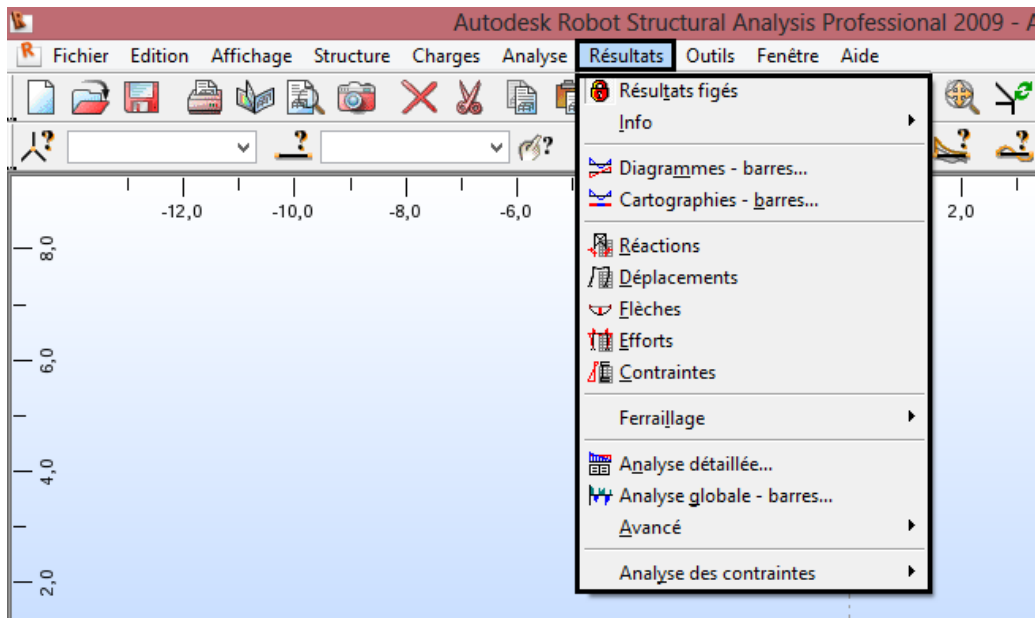 Autodesk Robot Structural Analysis Professional 2009 - A
Fichier Edition Affichage Structure Charges Analyse Résultats Outils Fenêtre Aide
Résultats figés
Info
Diagrammes - barres...
Cartographies - barres...
-12,0 -10,0 -8,0 -6,0 2,0
Réactions
8,0
Déplacements
Flèches
Efforts
6,0
Contraintes
Ferraillage
Analyse détaillée...
4,0
Analyse globale - barres...
Avancé
Analyse des contraintes
2,0